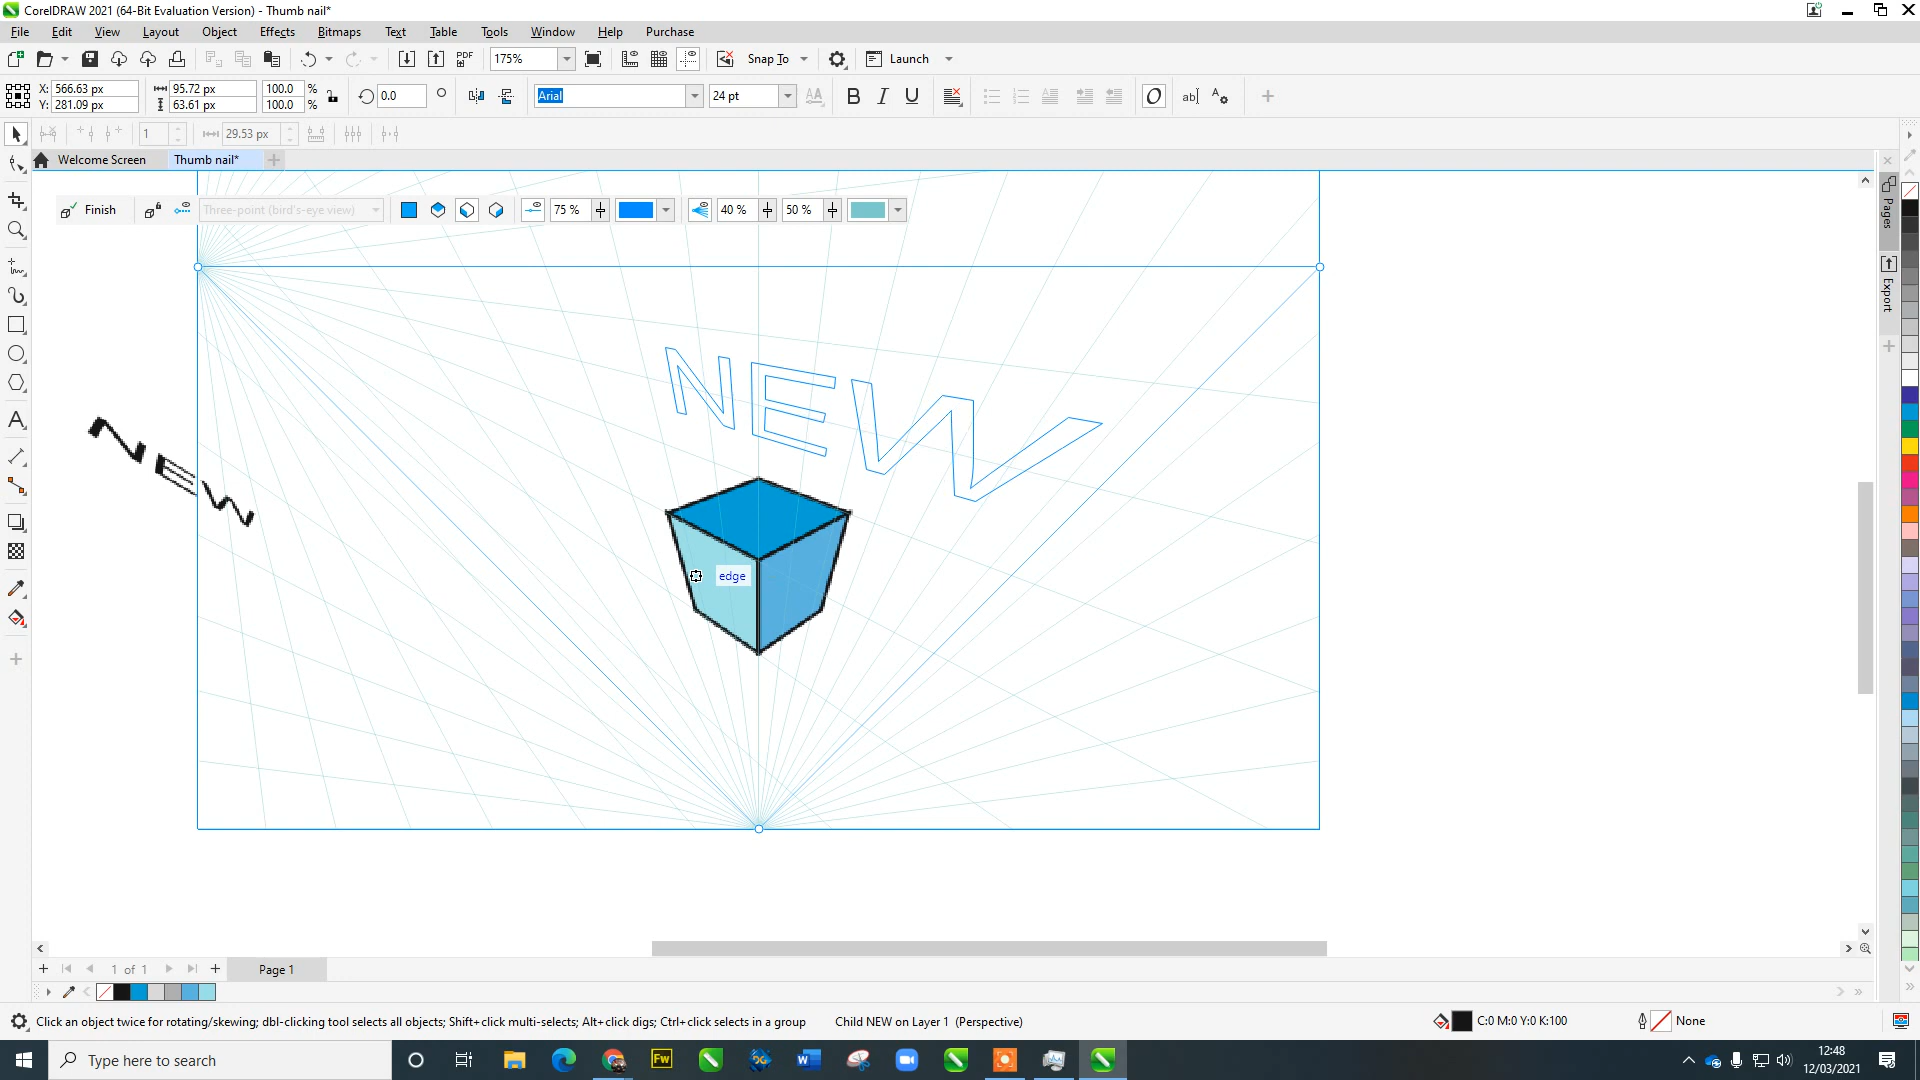 CorelDRAW 2021 (64-Bit Evaluation Version) - Thumb nail*
File Edit View Layout Object Effects Bitmaps Text Table Tools Window Help Purchase
PDF 175% Snap To Launch
X: 566.63 px 95.72 px 100.0 % 0.0 Arial 24 pt AA B I U O ab|
Y: 281.09 px 63.61 px 100.0 %
1 29.53 px
Welcome Screen Thumb nail*
Finish Three-point (bird's-eye view) 75 % 40 % 50 %
Pages
Export
NEW
NEW
edge
1 of 1 Page 1
Click an object twice for rotating/skewing; dbl-clicking tool selects all objects; Shift+click multi-selects; Alt+click digs; Ctrl+click selects in a group Child NEW on Layer 1 (Perspective) C:0 M:0 Y:0 K:100 None
Type here to search Fw 12:48
12/03/2021